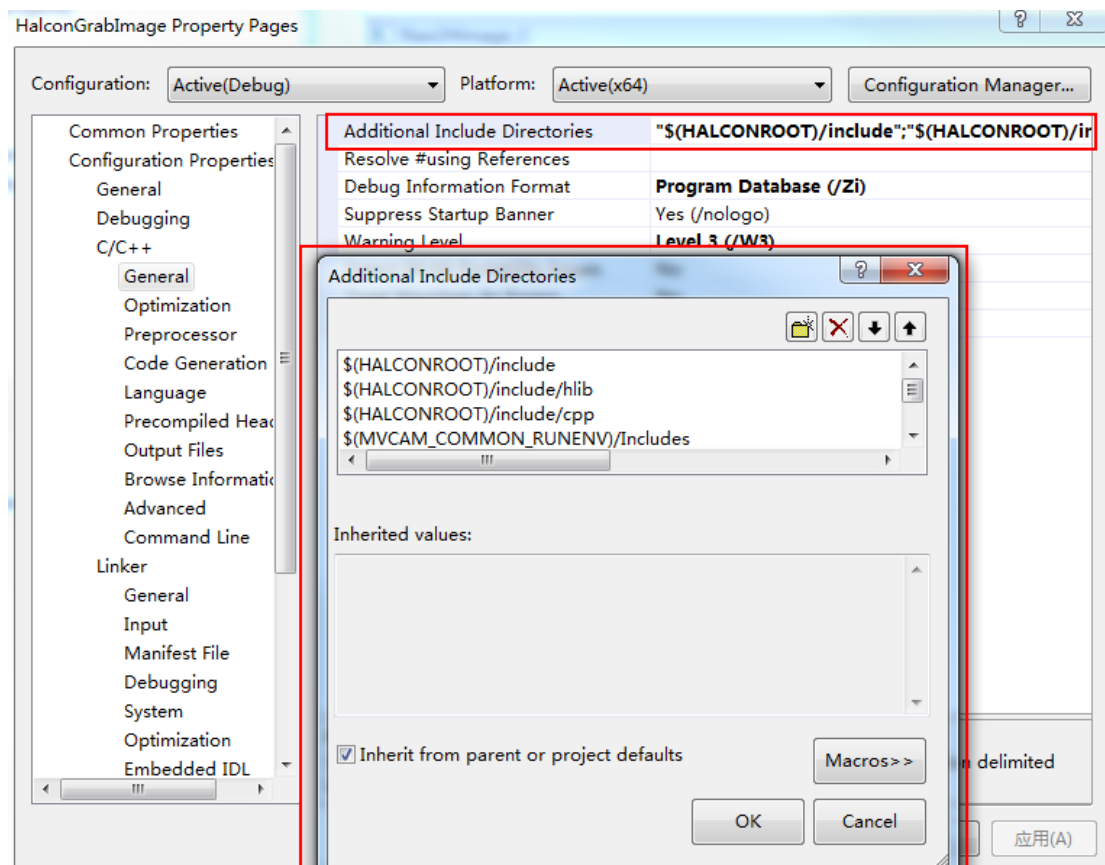 HalconGrabImage Property Pages
Configuration: Active(Debug) Platform: Active(x64) Configuration Manager...
Common Properties
Configuration Properties
General
Debugging
C/C++
General
Optimization
Preprocessor
Code Generation
Language
Precompiled Head
Output Files
Browse Informatic
Advanced
Command Line
Linker
General
Input
Manifest File
Debugging
System
Optimization
Embedded IDL
Additional Include Directories "$(HALCONROOT)/include";"$(HALCONROOT)/in
Resolve #using References
Debug Information Format Program Database (/Zi)
Suppress Startup Banner Yes (/nologo)
Warning Level Level 3 (/W3)
Additional Include Directories
$(HALCONROOT)/include
$(HALCONROOT)/include/hlib
$(HALCONROOT)/include/cpp
$(MVCAM_COMMON_RUNENV)/Includes
Inherited values:
Inherit from parent or project defaults
Macros>>
OK Cancel
delimited
应用(A)